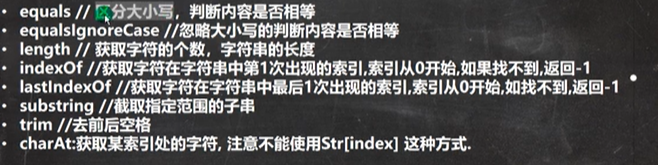 • equals // 区分大小写，判断内容是否相等
• equalsIgnoreCase //忽略大小写的判断内容是否相等
• length // 获取字符的个数，字符串的长度
• indexOf //获取字符在字符串中第1次出现的索引,索引从0开始,如果找不到,返回-1
• lastIndexOf //获取字符在字符串中最后1次出现的索引,索引从0开始,如找不到,返回-1
• substring //截取指定范围的子串
• trim //去前后空格
• charAt:获取某索引处的字符, 注意不能使用Str[index] 这种方式.